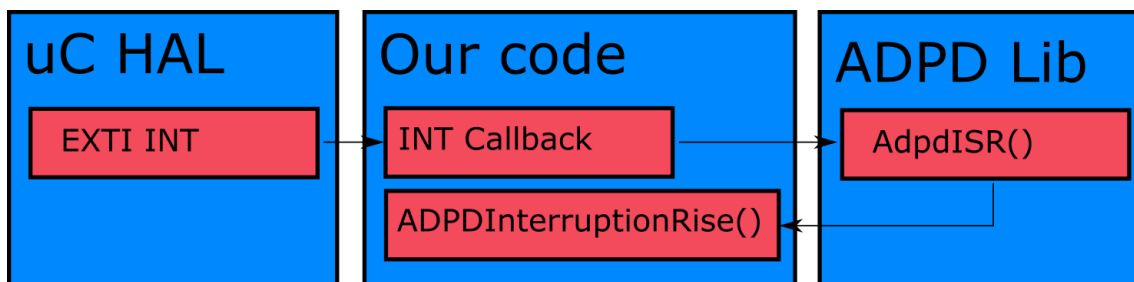 uC HAL
EXTI INT
Our code
INT Callback
ADPDInterruptionRise()
ADPD Lib
AdpdISR()